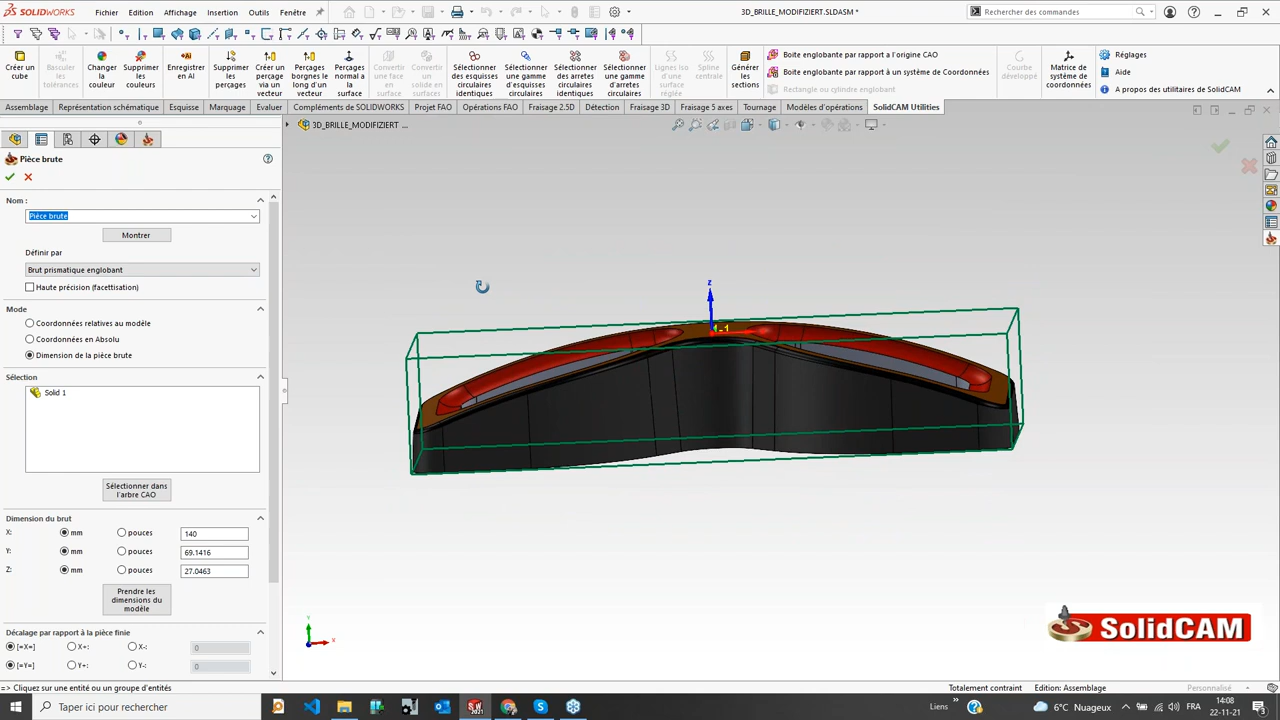 SOLIDWORKS Fichier Edition Affichage Insertion Outils Fenêtre 3D_BRILLE_MODIFIZIERT.SLDASM * Rechercher des commandes
Créer un cube
Basculer les tolérances
Changer la couleur
Supprimer les couleurs
Enregistrer en AI
Supprimer les perçages
Créer un perçage via un vecteur
Perçages borgnes le long d'un vecteur
Perçages normal a la surface
Convertir une face en surface
Convertir un solide en surface
Sélectionner des esquisses circulaires identiques
Sélectionner une gamme d'esquisses circulaires
Sélectionner des arretes circulaires identiques
Sélectionner une gamme d'aretes circulaires
Lignes iso d'une surface réglée
Spline centrale
Générer les sections
Boite englobante par rapport a l'origine CAO
Boite englobante par rapport à un système de Coordonnées
Rectangle ou cylindre englobant
Courbe développé
Matrice de système de coordonnées
Réglages
Aide
A propos des utilitaires de SolidCAM
Assemblage Représentation schématique Esquisse Marquage Evaluer Compléments de SOLIDWORKS Projet FAO Opérations FAO Fraisage 2.5D Détection Fraisage 3D Fraisage 5 axes Tournage Modèles d'opérations SolidCAM Utilities
3D_BRILLE_MODIFIZIERT ...
Pièce brute
Nom :
Pièce brute
Montrer
Définir par
Brut prismatique englobant
Haute précision (facettisation)
Mode
Coordonnées relatives au modèle
Coordonnées en Absolu
Dimension de la pièce brute
Sélection
Solid 1
Sélectionner dans l'arbre CAO
Dimension du brut
X: mm pouces 140
Y: mm pouces 69.1416
Z: mm pouces 27.0463
Prendre les dimensions du modèle
Décalage par rapport à la pièce finie
[=X=] X+: X-: 0
[=Y=] Y+: Y-: 0
z
1-1
Y
X
SolidCAM
=> Cliquez sur une entité ou un groupe d'entités Totalement contraint Edition: Assemblage Personnalisé
Taper ici pour rechercher
Liens
6°C Nuageux
FRA
14:08
22-11-21